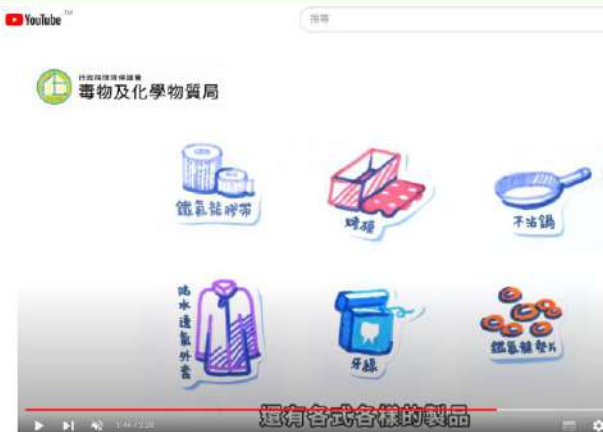 YouTube TW
搜尋
行政院環境保護署
毒物及化學物質局
鐵氟龍膠帶
烤模
不沾鍋
防水透氣外套
牙線
鐵氟龍墊片
還有各式各樣的製品